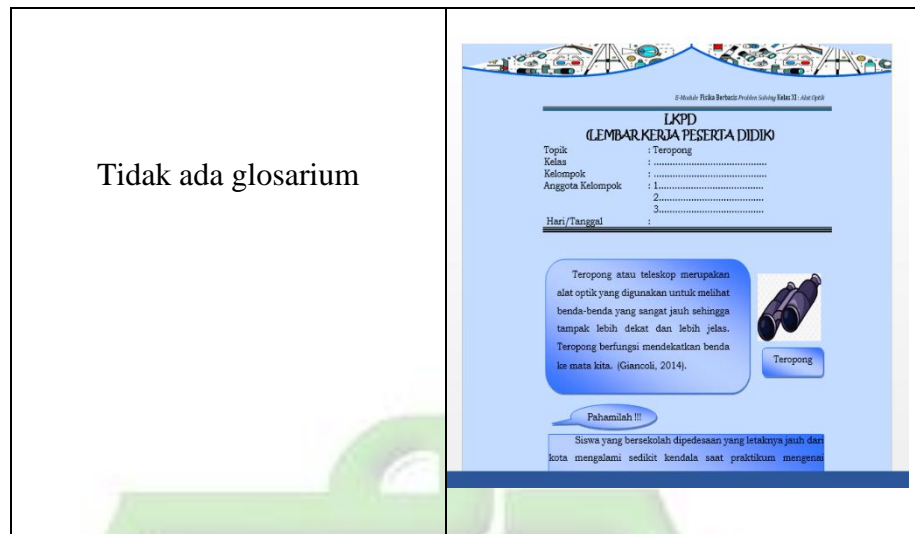 Tidak ada glosarium
E-Module Fisika Berbasis Problem Solving Kelas XI : Alat Optik
LKPD
(LEMBAR KERJA PESERTA DIDIK)
Topik : Teropong
Kelas : .......................................
Kelompok : .......................................
Anggota Kelompok : 1....................................
2....................................
3....................................
Hari/Tanggal :
Teropong atau teleskop merupakan
alat optik yang digunakan untuk melihat
benda-benda yang sangat jauh sehingga
tampak lebih dekat dan lebih jelas.
Teropong berfungsi mendekatkan benda
ke mata kita. (Giancoli, 2014).
Teropong
Pahamilah !!!
Siswa yang bersekolah dipedesaan yang letaknya jauh dari
kota mengalami sedikit kendala saat praktikum mengenai